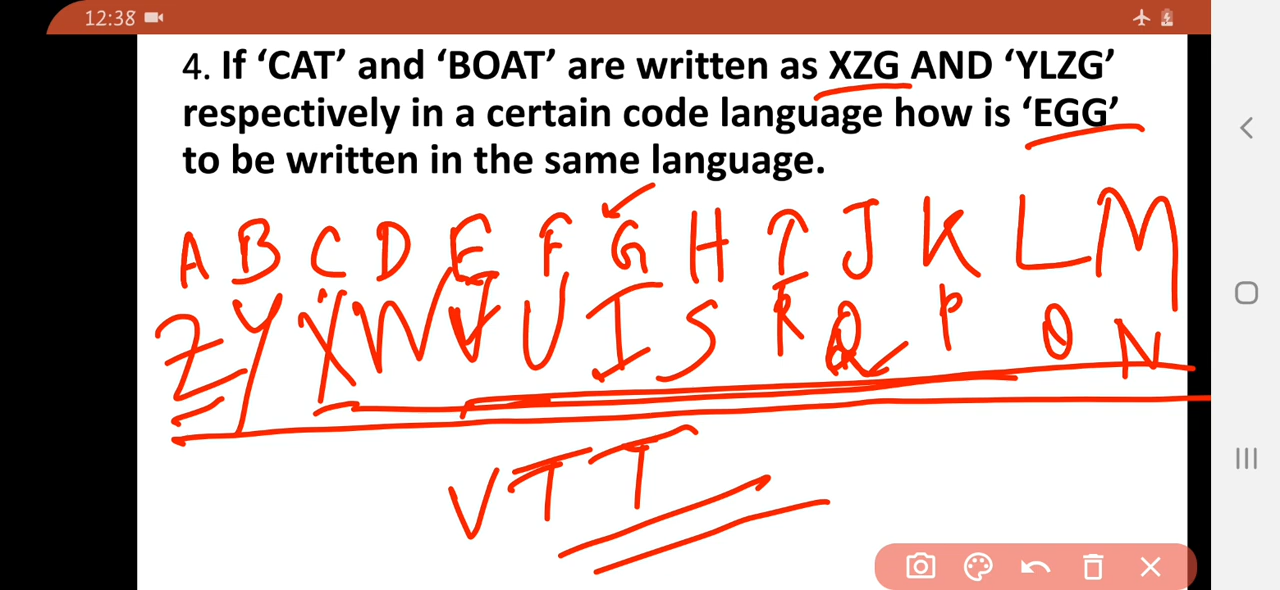 12:38
4. If ‘CAT’ and ‘BOAT’ are written as XZG AND ‘YLZG’
respectively in a certain code language how is ‘EGG’
to be written in the same language.
A B C D E F G H I J K L M
Z Y X W V U T S R Q P O N
V T T